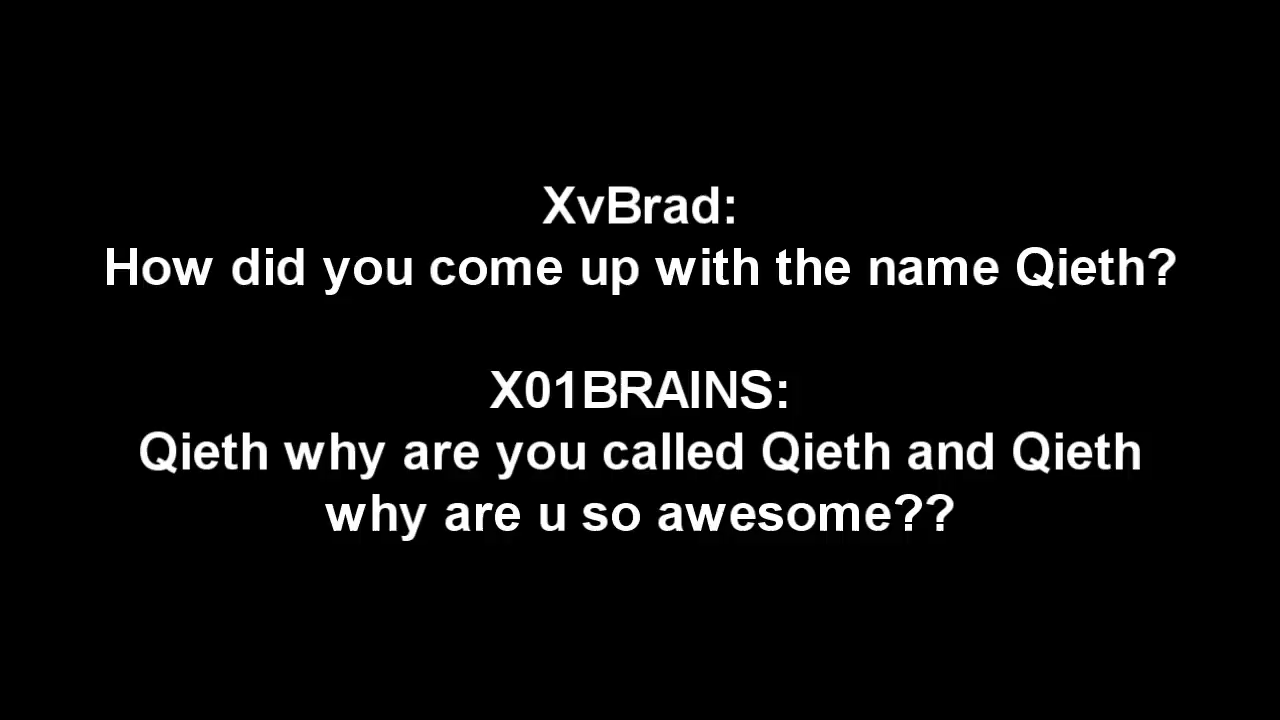 XvBrad:
How did you come up with the name Qieth?
X01BRAINS:
Qieth why are you called Qieth and Qieth
why are u so awesome??